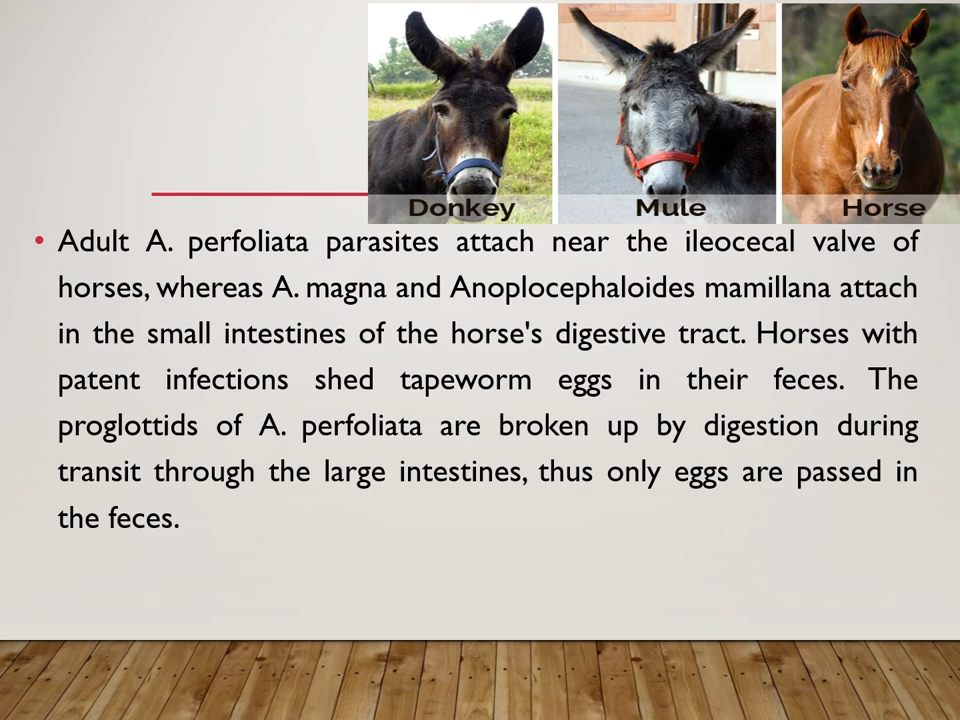 Donkey Mule Horse
• Adult A. perfoliata parasites attach near the ileocecal valve of
horses, whereas A. magna and Anoplocephaloides mamillana attach
in the small intestines of the horse's digestive tract. Horses with
patent infections shed tapeworm eggs in their feces. The
proglottids of A. perfoliata are broken up by digestion during
transit through the large intestines, thus only eggs are passed in
the feces.